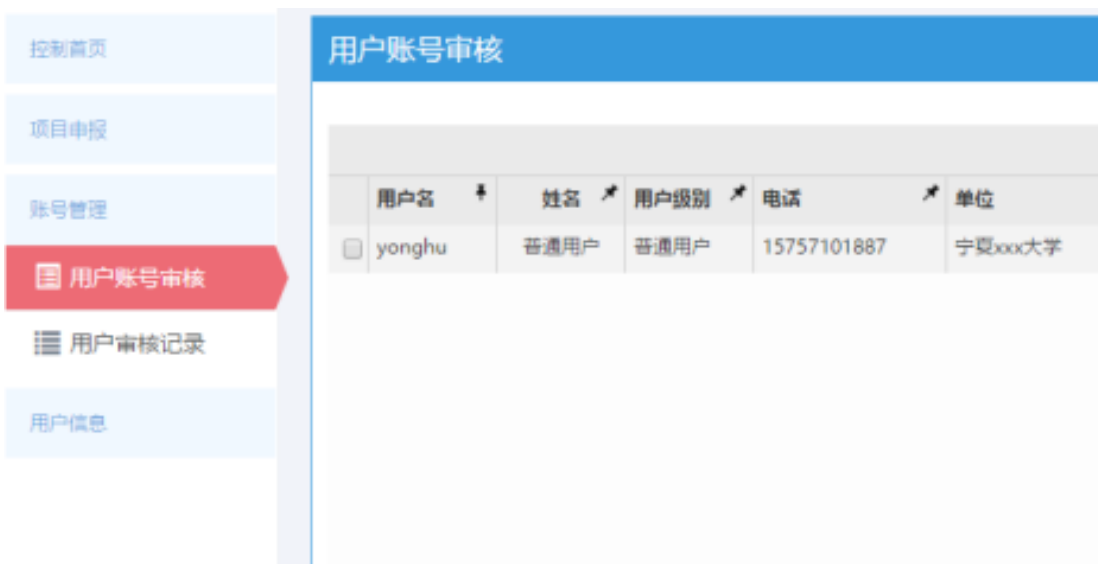 控制首页
项目申报
账号管理
用户账号审核
用户审核记录
用户信息
用户账号审核
用户名 姓名 用户级别 电话 单位
yonghu 普通用户 普通用户 15757101887 宁夏xxx大学